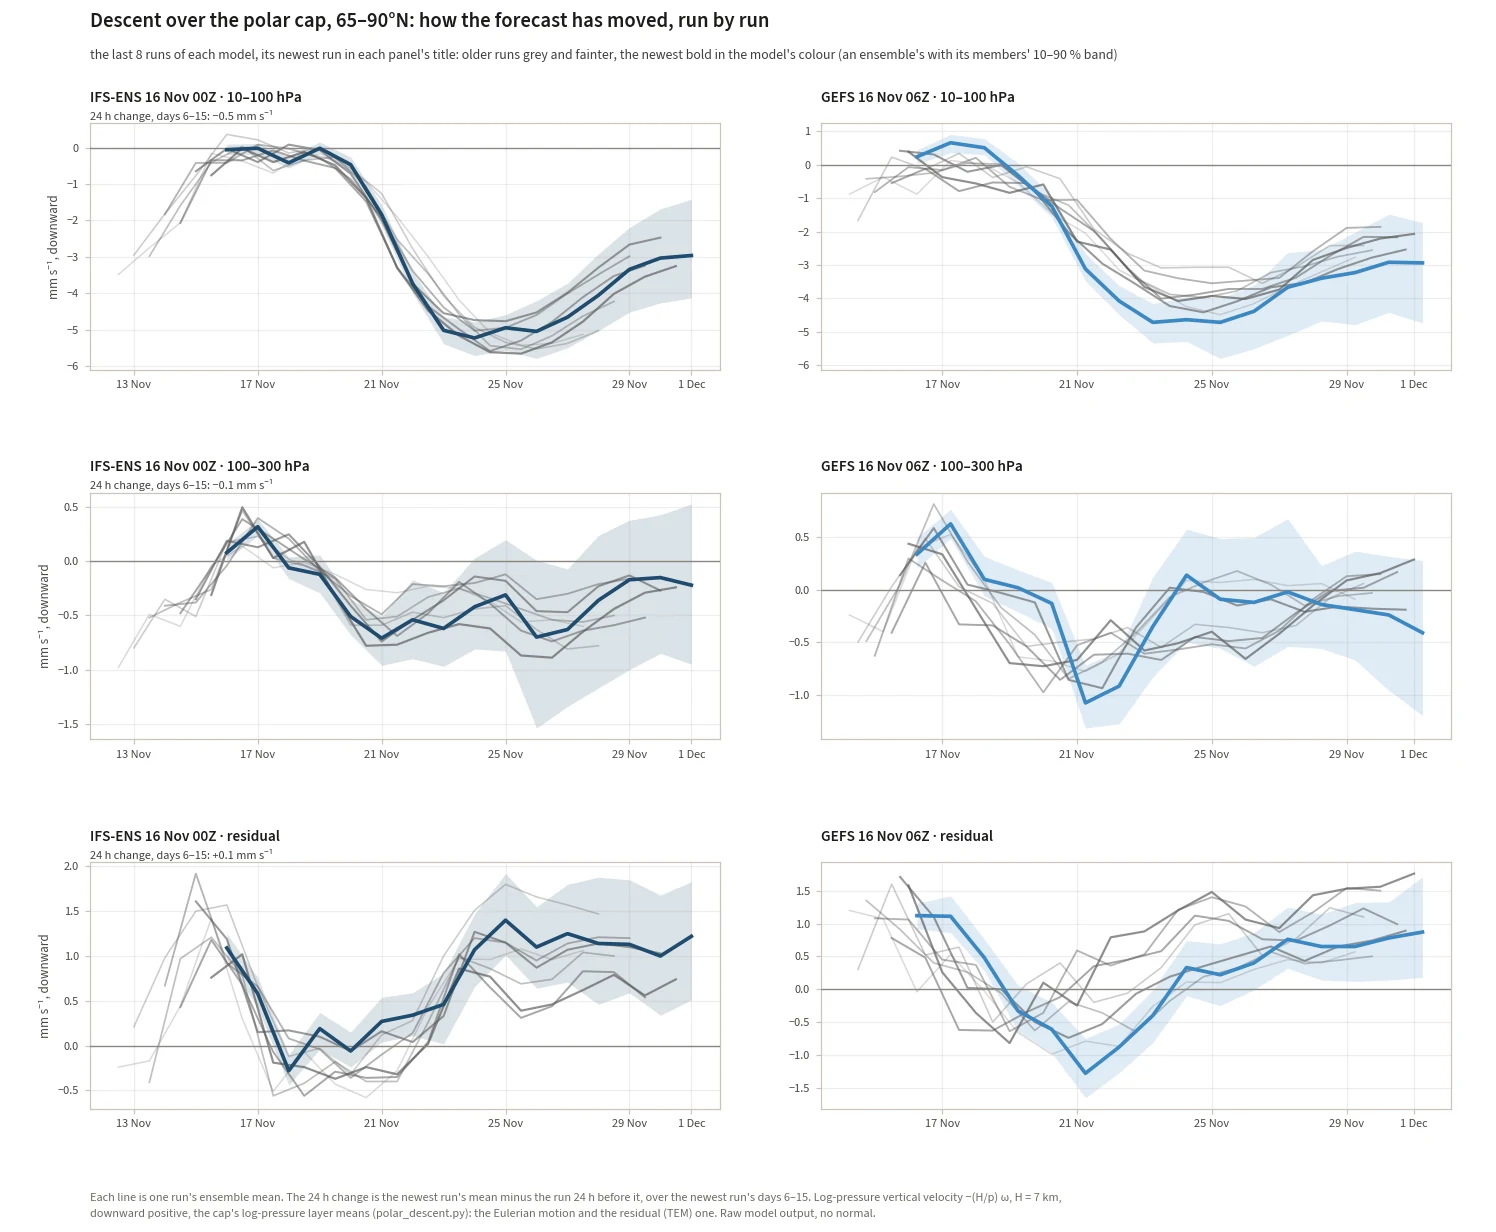 Descent over the polar cap, 65–90°N: how the forecast has moved, run by run
the last 8 runs of each model, its newest run in each panel's title: older runs grey and fainter, the newest bold in the model's colour (an ensemble's with its members' 10–90 % band)
IFS-ENS 16 Nov 00Z · 10–100 hPa
24 h change, days 6–15: −0.5 mm s⁻¹
mm s⁻¹, downward
0
−1
−2
−3
−4
−5
−6
13 Nov
17 Nov
21 Nov
25 Nov
29 Nov
1 Dec
GEFS 16 Nov 06Z · 10–100 hPa
1
0
−1
−2
−3
−4
−5
−6
17 Nov
21 Nov
25 Nov
29 Nov
1 Dec
IFS-ENS 16 Nov 00Z · 100–300 hPa
24 h change, days 6–15: −0.1 mm s⁻¹
mm s⁻¹, downward
0.5
0.0
−0.5
−1.0
−1.5
13 Nov
17 Nov
21 Nov
25 Nov
29 Nov
1 Dec
GEFS 16 Nov 06Z · 100–300 hPa
0.5
0.0
−0.5
−1.0
17 Nov
21 Nov
25 Nov
29 Nov
1 Dec
IFS-ENS 16 Nov 00Z · residual
24 h change, days 6–15: +0.1 mm s⁻¹
mm s⁻¹, downward
2.0
1.5
1.0
0.5
0.0
−0.5
13 Nov
17 Nov
21 Nov
25 Nov
29 Nov
1 Dec
GEFS 16 Nov 06Z · residual
1.5
1.0
0.5
0.0
−0.5
−1.0
−1.5
17 Nov
21 Nov
25 Nov
29 Nov
1 Dec
Each line is one run's ensemble mean. The 24 h change is the newest run's mean minus the run 24 h before it, over the newest run's days 6–15. Log-pressure vertical velocity −(H/p) ω, H = 7 km,
downward positive, the cap's log-pressure layer means (polar_descent.py): the Eulerian motion and the residual (TEM) one. Raw model output, no normal.